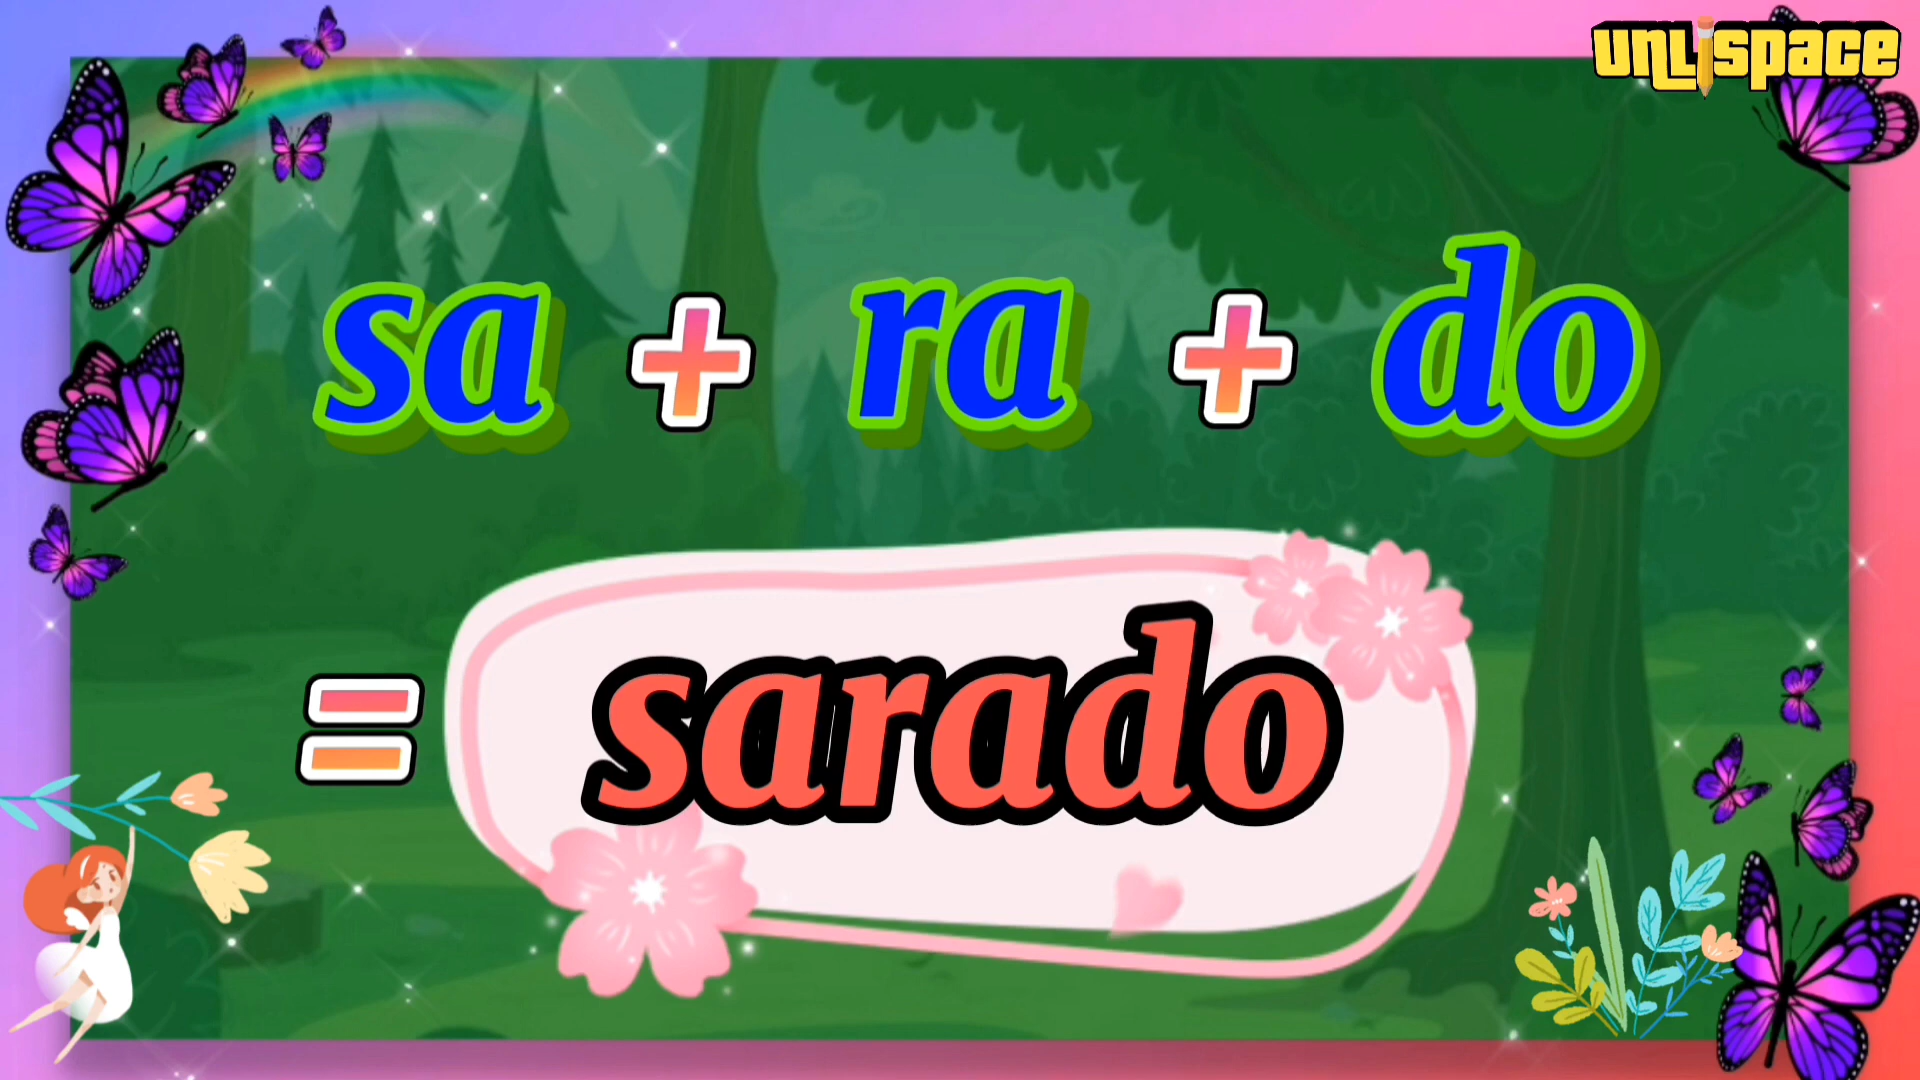 UNLISPACE
sa + ra + do
= sarado